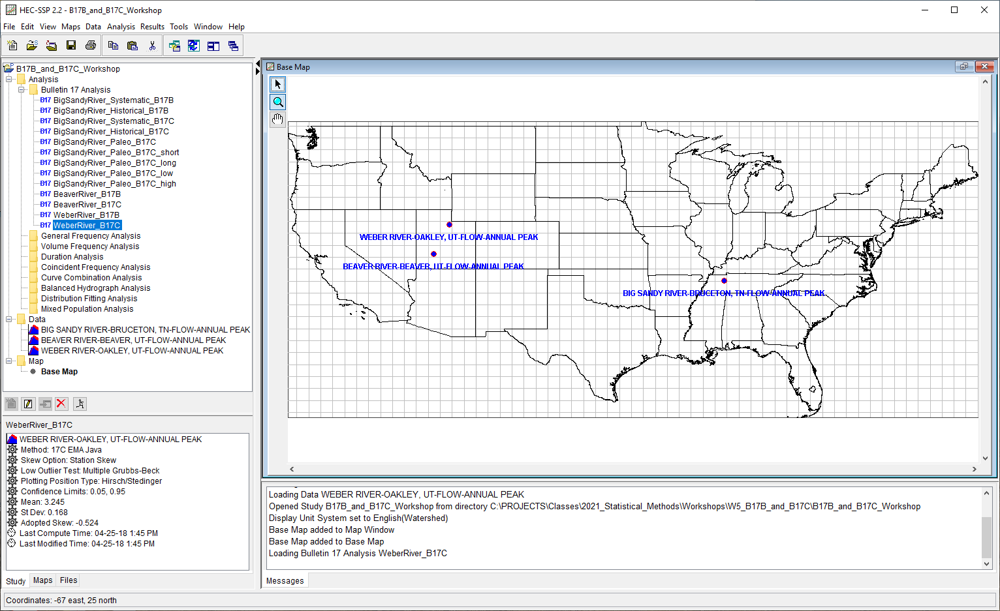 HEC-SSP 2.2 - B17B_and_B17C_Workshop
File Edit View Maps Data Analysis Results Tools Window Help
B17B_and_B17C_Workshop
Analysis
Bulletin 17 Analysis
B17 BigSandyRiver_Systematic_B17B
B17 BigSandyRiver_Historical_B17B
B17 BigSandyRiver_Systematic_B17C
B17 BigSandyRiver_Historical_B17C
B17 BigSandyRiver_Paleo_B17C
B17 BigSandyRiver_Paleo_B17C_short
B17 BigSandyRiver_Paleo_B17C_long
B17 BigSandyRiver_Paleo_B17C_low
B17 BigSandyRiver_Paleo_B17C_high
B17 BeaverRiver_B17B
B17 BeaverRiver_B17C
B17 WeberRiver_B17B
B17 WeberRiver_B17C
General Frequency Analysis
Volume Frequency Analysis
Duration Analysis
Coincident Frequency Analysis
Curve Combination Analysis
Balanced Hydrograph Analysis
Distribution Fitting Analysis
Mixed Population Analysis
Data
BIG SANDY RIVER-BRUCETON, TN-FLOW-ANNUAL PEAK
BEAVER RIVER-BEAVER, UT-FLOW-ANNUAL PEAK
WEBER RIVER-OAKLEY, UT-FLOW-ANNUAL PEAK
Map
Base Map
WeberRiver_B17C
WEBER RIVER-OAKLEY, UT-FLOW-ANNUAL PEAK
Method: 17C EMA Java
Skew Option: Station Skew
Low Outlier Test: Multiple Grubbs-Beck
Plotting Position Type: Hirsch/Stedinger
Confidence Limits: 0.05, 0.95
Mean: 3.245
St Dev: 0.168
Adopted Skew: -0.524
Last Compute Time: 04-25-18 1:45 PM
Last Modified Time: 04-25-18 1:45 PM
Study Maps Files
Base Map
WEBER RIVER-OAKLEY, UT-FLOW-ANNUAL PEAK
BEAVER RIVER-BEAVER, UT-FLOW-ANNUAL PEAK
BIG SANDY RIVER-BRUCETON, TN-FLOW-ANNUAL PEAK
Loading Data WEBER RIVER-OAKLEY, UT-FLOW-ANNUAL PEAK
Opened Study B17B_and_B17C_Workshop from directory C:\PROJECTS\Classes\2021_Statistical_Methods\Workshops\W5_B17B_and_B17C\B17B_and_B17C_Workshop
Display Unit System set to English(Watershed)
Base Map added to Map Window
Base Map added to Base Map
Loading Bulletin 17 Analysis WeberRiver_B17C
Messages
Coordinates: -67 east, 25 north